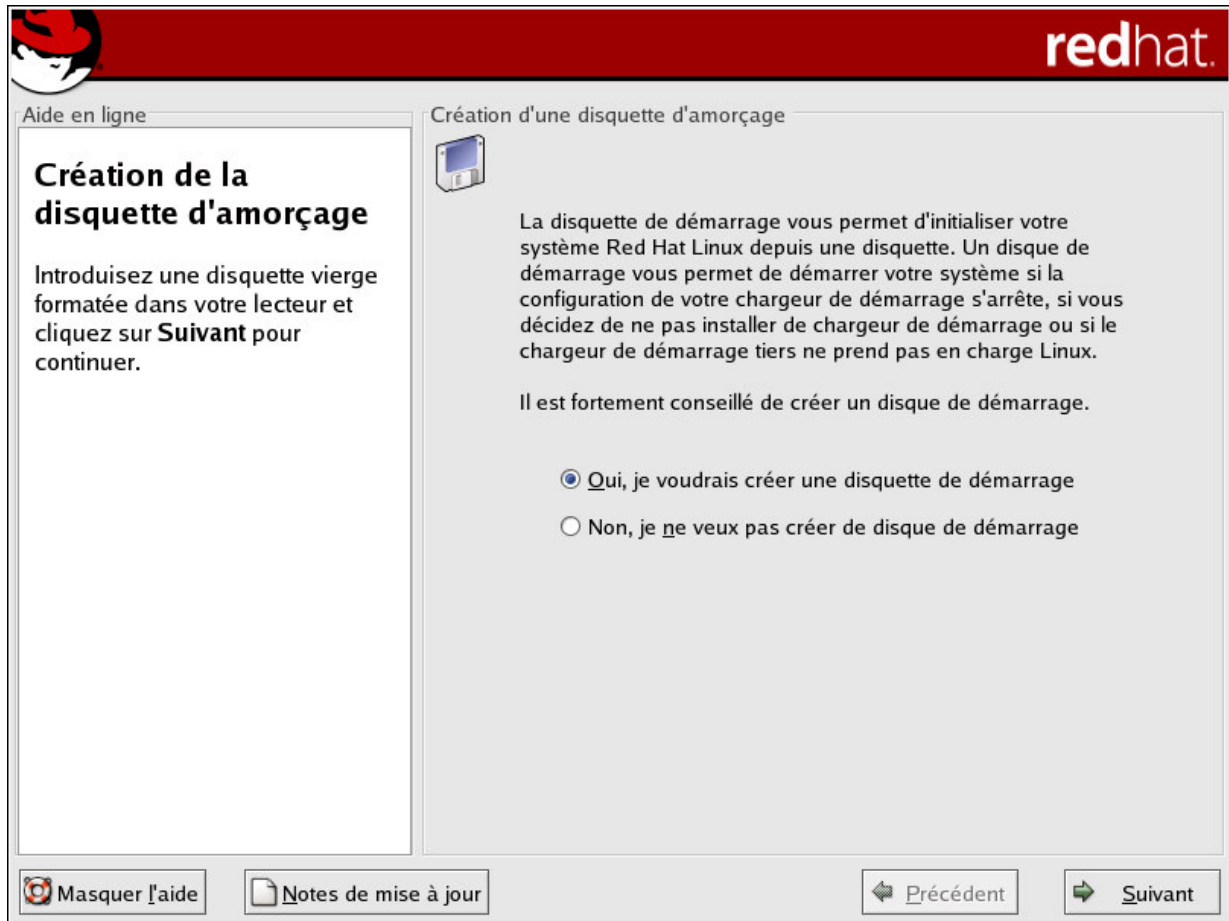 redhat.
Aide en ligne
Création de la
disquette d'amorçage
Introduisez une disquette vierge
formatée dans votre lecteur et
cliquez sur Suivant pour
continuer.
Création d'une disquette d'amorçage
La disquette de démarrage vous permet d'initialiser votre
système Red Hat Linux depuis une disquette. Un disque de
démarrage vous permet de démarrer votre système si la
configuration de votre chargeur de démarrage s'arrête, si vous
décidez de ne pas installer de chargeur de démarrage ou si le
chargeur de démarrage tiers ne prend pas en charge Linux.
Il est fortement conseillé de créer un disque de démarrage.
Oui, je voudrais créer une disquette de démarrage
Non, je ne veux pas créer de disque de démarrage
Masquer l'aide
Notes de mise à jour
Précédent
Suivant